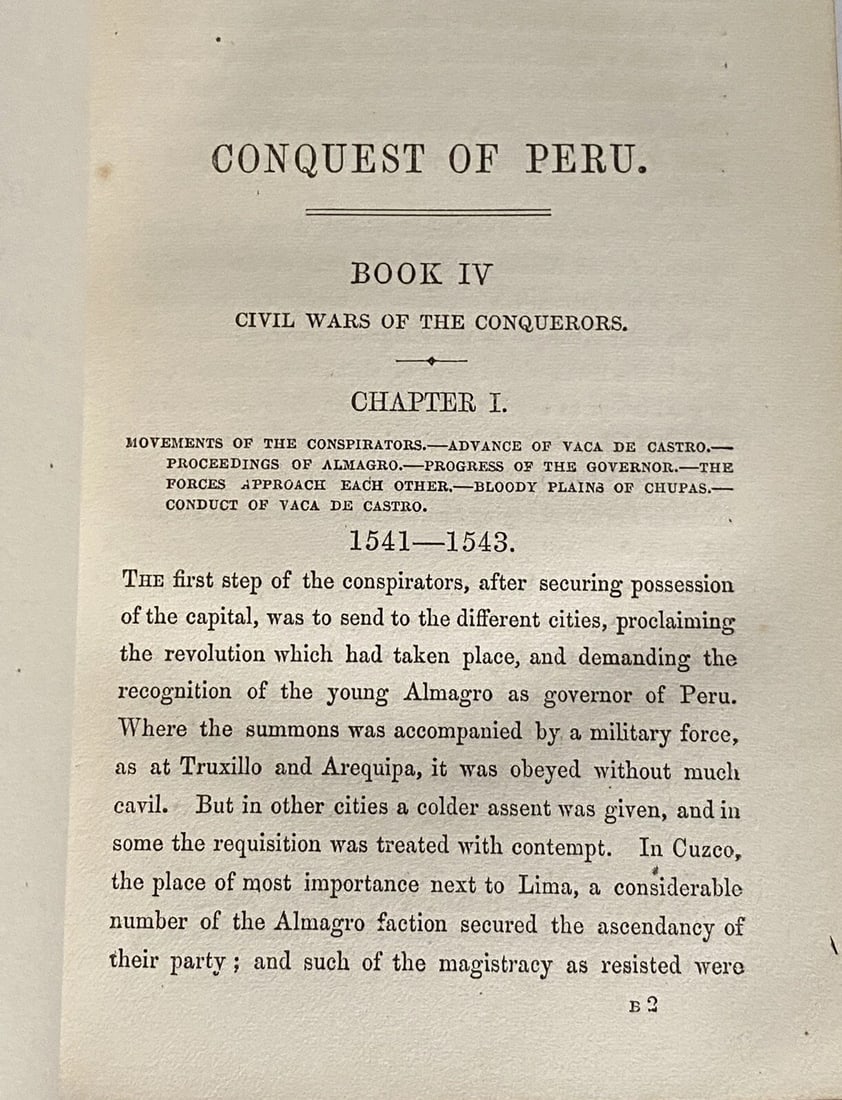 CONQUEST OF PERU.
BOOK IV
CIVIL WARS OF THE CONQUERORS.
CHAPTER I.
MOVEMENTS OF THE CONSPIRATORS.—ADVANCE OF VACA DE CASTRO.—
PROCEEDINGS OF ALMAGRO.—PROGRESS OF THE GOVERNOR.—THE
FORCES APPROACH EACH OTHER.—BLOODY PLAINS OF CHUPAS.—
CONDUCT OF VACA DE CASTRO.
1541—1543.
THE first step of the conspirators, after securing possession
of the capital, was to send to the different cities, proclaiming
the revolution which had taken place, and demanding the
recognition of the young Almagro as governor of Peru.
Where the summons was accompanied by a military force,
as at Truxillo and Arequipa, it was obeyed without much
cavil. But in other cities a colder assent was given, and in
some the requisition was treated with contempt. In Cuzco,
the place of most importance next to Lima, a considerable
number of the Almagro faction secured the ascendancy of
their party; and such of the magistracy as resisted were
B 2